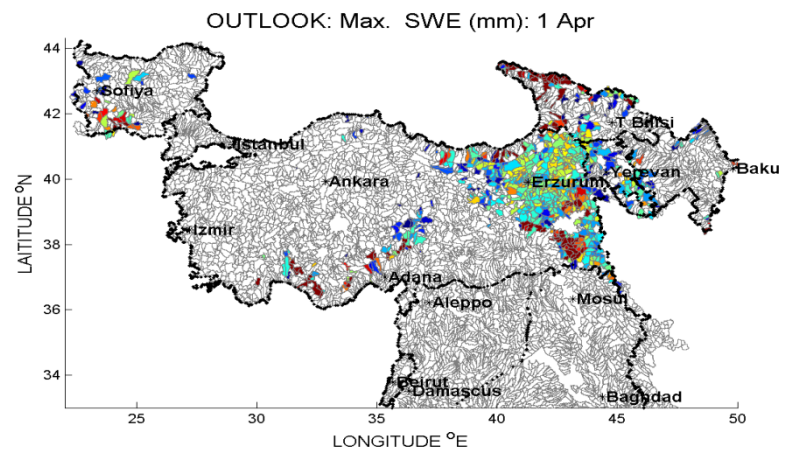 OUTLOOK: Max. SWE (mm): 1 Apr
44
42
40
38
36
34
LAITITUDE °N
Sofiya
Istanbul
T'Bilisi
Ankara
Erzurum
Yerevan
Baku
Izmir
Adana
Aleppo
Mosul
Beirut
Damascus
Baghdad
25 30 35 40 45 50
LONGITUDE °E